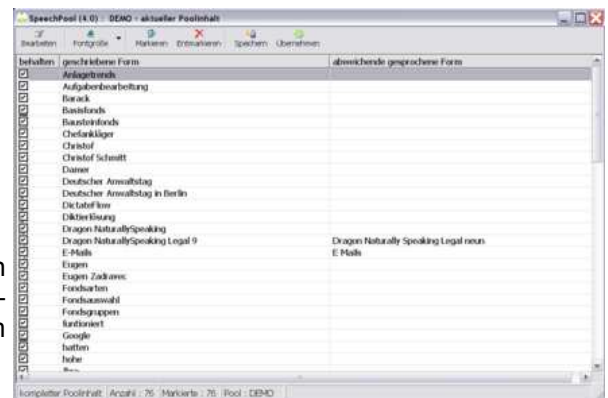 SpeechPool (4.0) : DEMO - aktueller Poolinhalt
Bearbeiten Fontgröße Markieren Entmarkieren Speichern Übernehmen
behalten geschriebene Form abweichende gesprochene Form
Anlagetrends
Aufgabenbearbeitung
Barack
Basisfonds
Bausteinfonds
Chefankläger
Christof
Christof Schmitt
Damer
Deutscher Anwaltstag
Deutscher Anwaltstag in Berlin
DictateFlow
Diktierlösung
Dragon NaturallySpeaking
Dragon NaturallySpeaking Legal 9 Dragon Naturally Speaking Legal neun
E-Mails E Mails
Eugen
Eugen Zadravec
Fondsarten
Fondsauswahl
Fondsgruppen
funtioniert
Google
hatten
hohe
n
-
n
kompletter Poolinhalt Anzahl : 76 Markierte : 76 Pool : DEMO